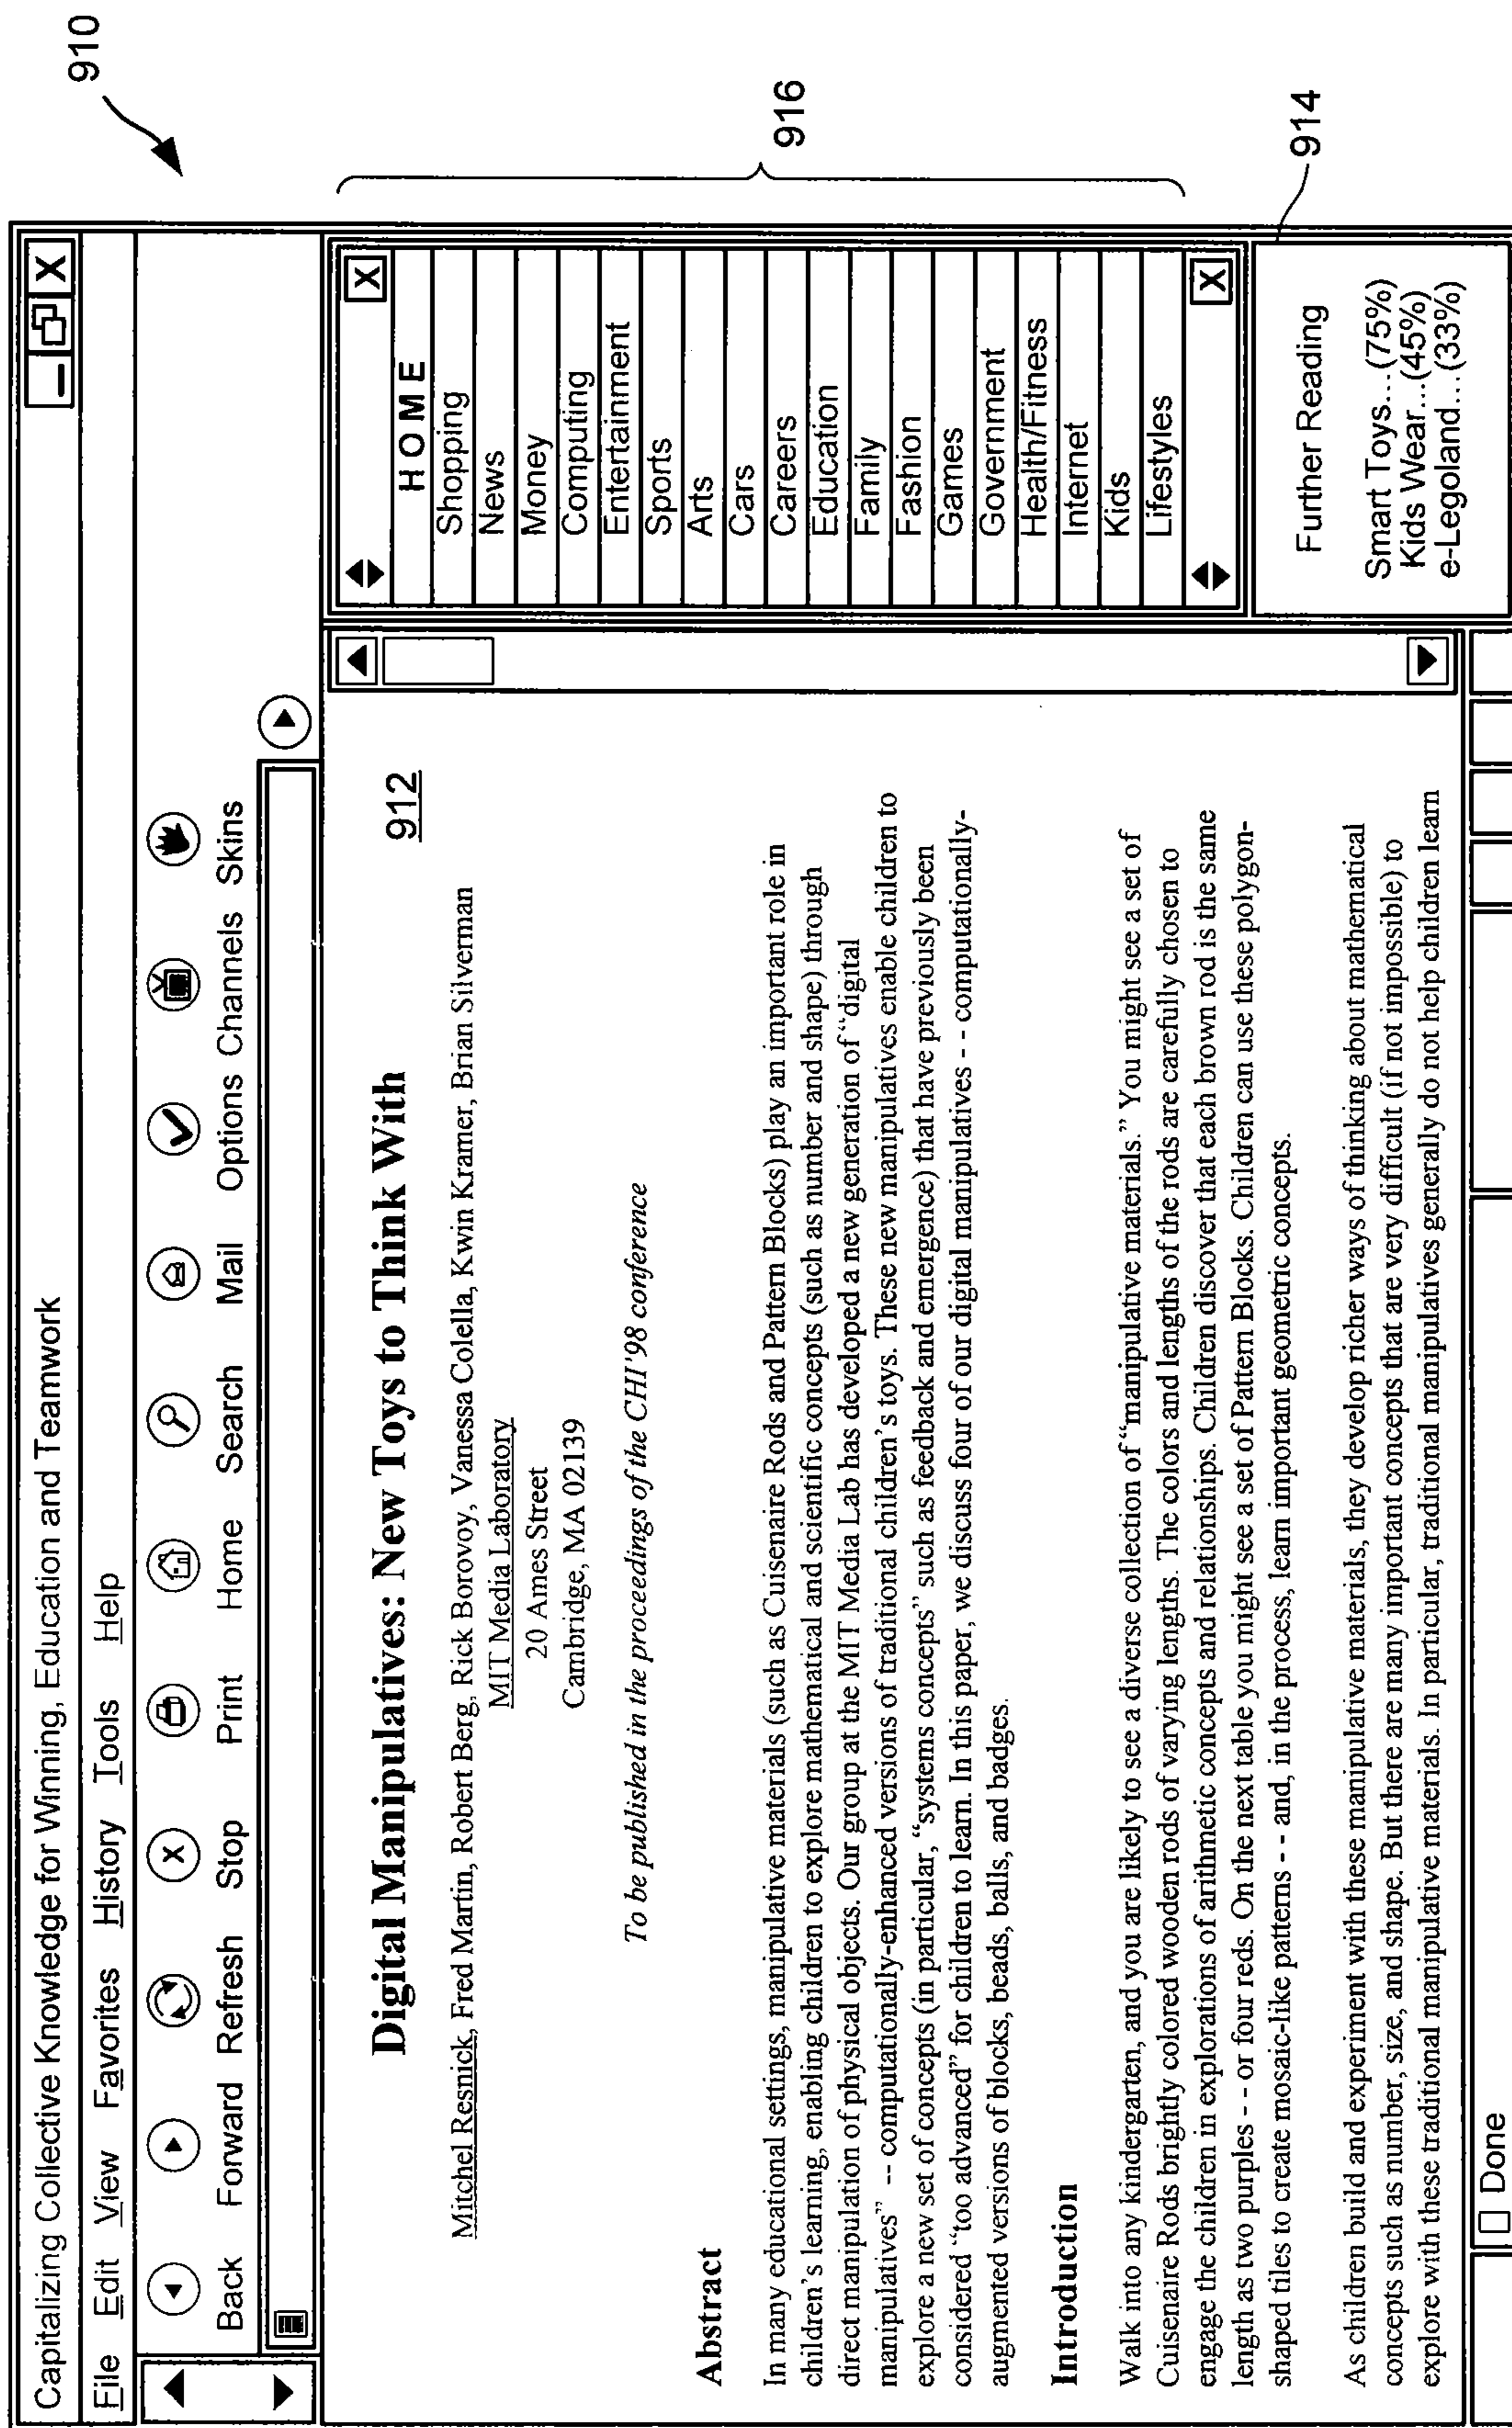 910
Capitalizing Collective Knowledge for Winning, Education and Teamwork
X
File Edit View Favorites History Tools Help
Back Forward Refresh Stop Print Home Search Mail Options Channels Skins
912
Digital Manipulatives: New Toys to Think With
Mitchel Resnick, Fred Martin, Robert Berg, Rick Borovoy, Vanessa Colella, Kwin Kramer, Brian Silverman
MIT Media Laboratory
20 Ames Street
Cambridge, MA 02139
To be published in the proceedings of the CHI'98 conference
Abstract
In many educational settings, manipulative materials (such as Cuisenaire Rods and Pattern Blocks) play an important role in
children's learning, enabling children to explore mathematical and scientific concepts (such as number and shape) through
direct manipulation of physical objects. Our group at the MIT Media Lab has developed a new generation of "digital
manipulatives" -- computationally-enhanced versions of traditional children's toys. These new manipulatives enable children to
explore a new set of concepts (in particular, "systems concepts" such as feedback and emergence) that have previously been
considered "too advanced" for children to learn. In this paper, we discuss four of our digital manipulatives - - computationally-
augmented versions of blocks, beads, balls, and badges.
Introduction
Walk into any kindergarten, and you are likely to see a diverse collection of "manipulative materials." You might see a set of
Cuisenaire Rods brightly colored wooden rods of varying lengths. The colors and lengths of the rods are carefully chosen to
engage the children in explorations of arithmetic concepts and relationships. Children discover that each brown rod is the same
length as two purples - - or four reds. On the next table you might see a set of Pattern Blocks. Children can use these polygon-
shaped tiles to create mosaic-like patterns - - and, in the process, learn important geometric concepts.
As children build and experiment with these manipulative materials, they develop richer ways of thinking about mathematical
concepts such as number, size, and shape. But there are many important concepts that are very difficult (if not impossible) to
explore with these traditional manipulative materials. In particular, traditional manipulatives generally do not help children learn
X
HOME
Shopping
News
Money
Computing
Entertainment
Sports
Arts
Cars
Careers
Education
Family
Fashion
Games
Government
Health/Fitness
Internet
Kids
Lifestyles
X
916
914
Further Reading
Smart Toys...(75%)
Kids Wear...(45%)
e-Legoland...(33%)
Done